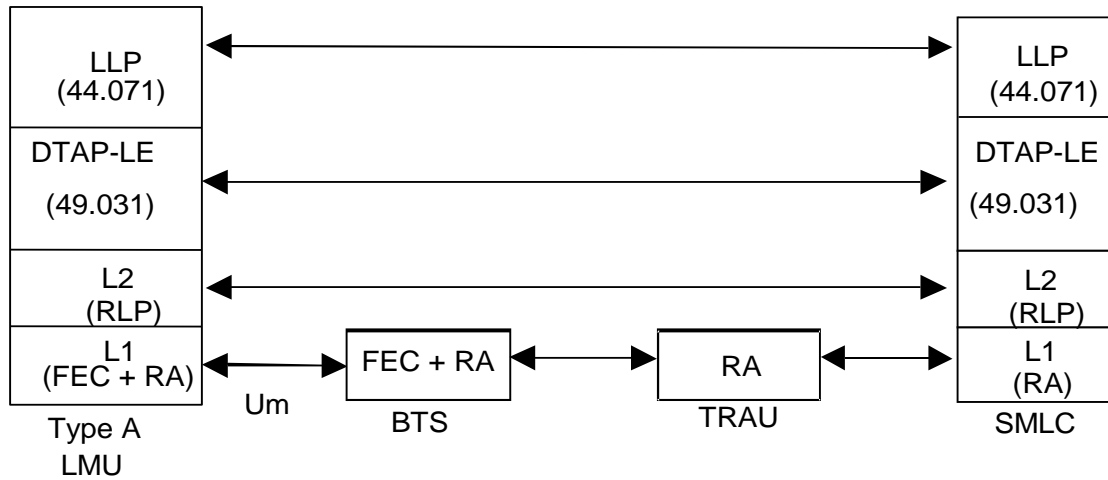 LLP
(44.071)
DTAP-LE
(49.031)
L2
(RLP)
L1
(FEC + RA)
Type A
LMU
Um
FEC + RA
BTS
RA
TRAU
LLP
(44.071)
DTAP-LE
(49.031)
L2
(RLP)
L1
(RA)
SMLC